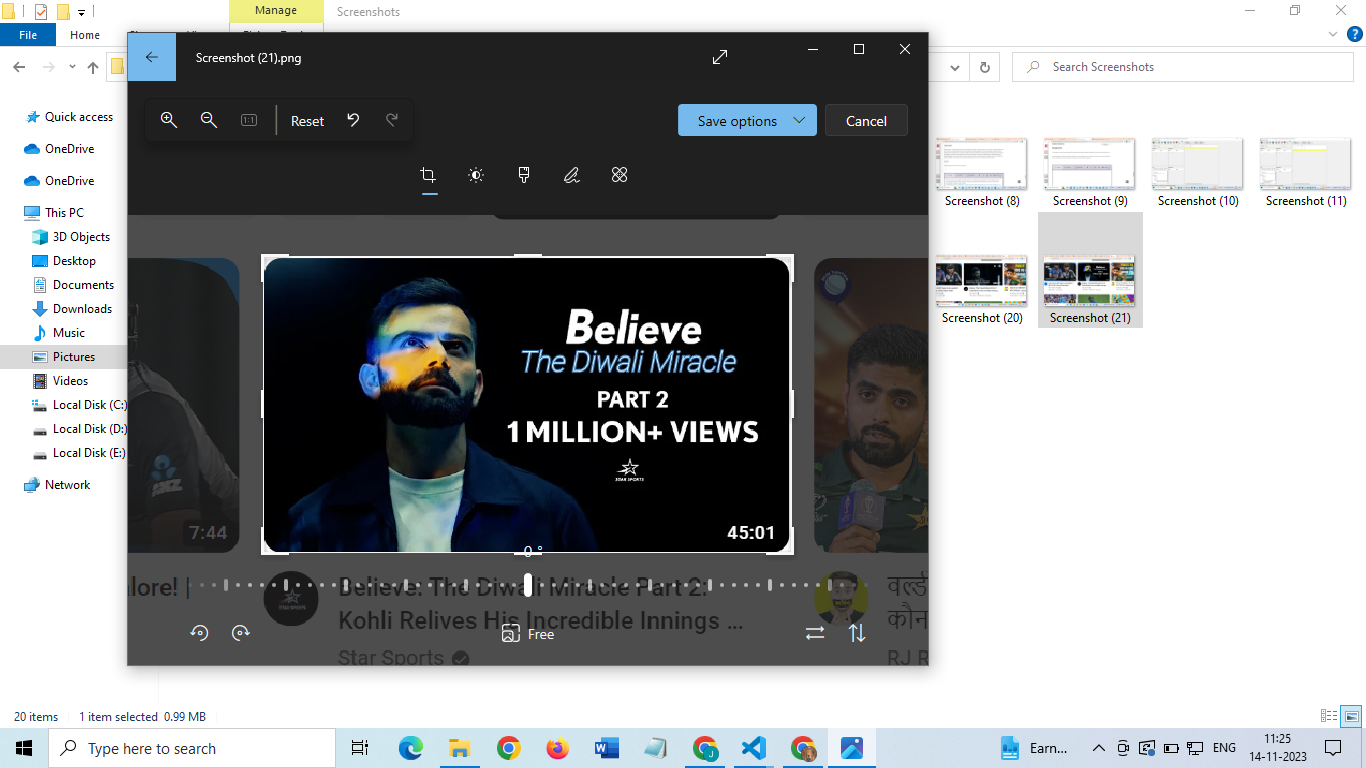 Manage
Screenshots
File
Home
Screenshot (21).png
Search Screenshots
Reset
Save options
Cancel
Quick access
OneDrive
OneDrive
This PC
3D Objects
Desktop
Documents
Downloads
Music
Pictures
Videos
Local Disk (C:)
Local Disk (D:)
Local Disk (E:)
Network
Screenshot (8)
Screenshot (9)
Screenshot (10)
Screenshot (11)
Screenshot (20)
Screenshot (21)
Believe
The Diwali Miracle
PART 2
1 MILLION+ VIEWS
STAR SPORTS
7:44
45:01
0 °
alore! |
Believe: The Diwali Miracle Part 2:
Kohli Relives His Incredible Innings ...
Star Sports
वर्ल्ड
कौन
RJ R
Free
20 items
1 item selected 0.99 MB
Type here to search
Earn...
ENG
11:25
14-11-2023